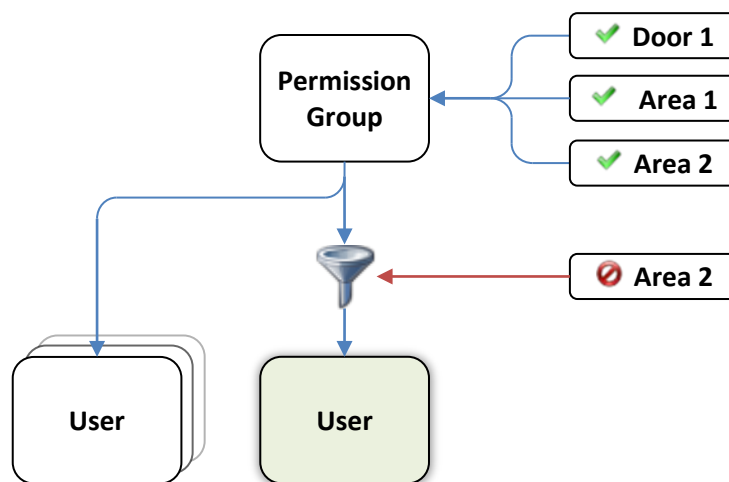 Door 1
Permission
Group
Area 1
Area 2
Area 2
User
User